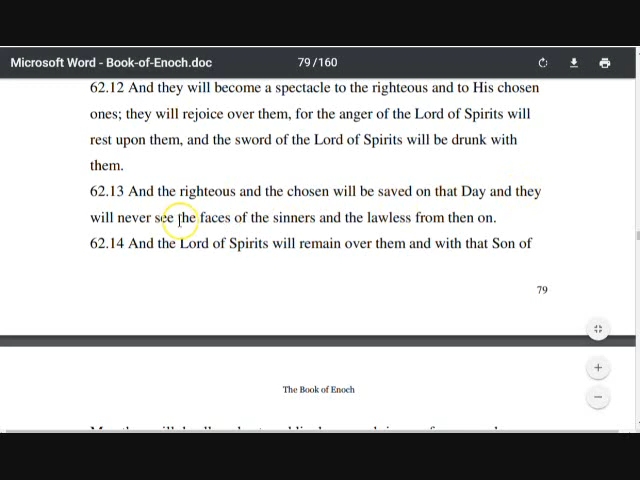 Microsoft Word - Book-of-Enoch.doc 79 / 160
62.12 And they will become a spectacle to the righteous and to His chosen
ones; they will rejoice over them, for the anger of the Lord of Spirits will
rest upon them, and the sword of the Lord of Spirits will be drunk with
them.
62.13 And the righteous and the chosen will be saved on that Day and they
will never see the faces of the sinners and the lawless from then on.
62.14 And the Lord of Spirits will remain over them and with that Son of
79
The Book of Enoch